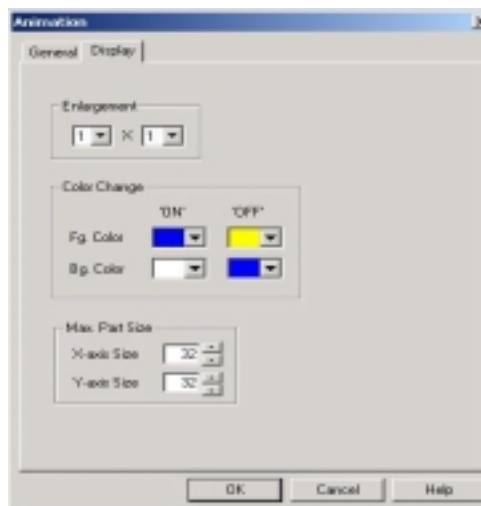 Animation
General Display
Enlargement
1 X 1
Color Change
"ON" "OFF"
Fg. Color
Bg. Color
Max. Part Size
X-axis Size 32
Y-axis Size 32
OK Cancel Help